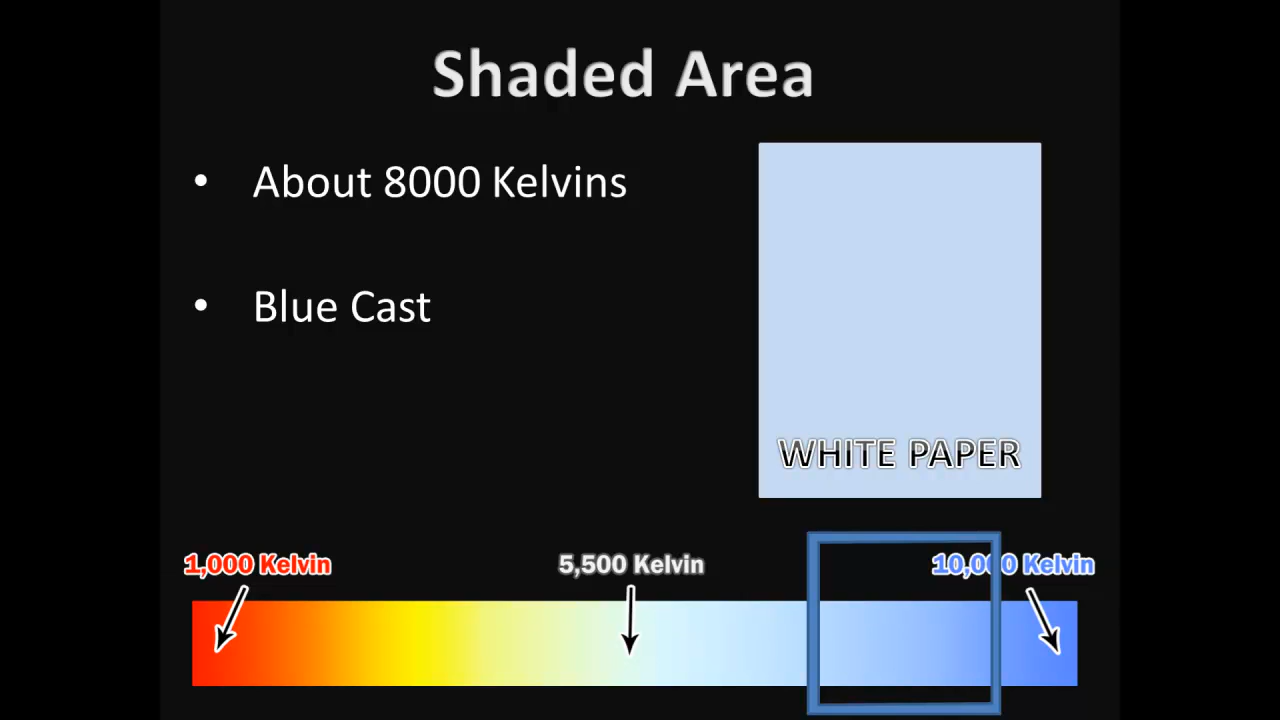 Shaded Area
• About 8000 Kelvins
• Blue Cast
WHITE PAPER
1,000 Kelvin
5,500 Kelvin
10,000 Kelvin